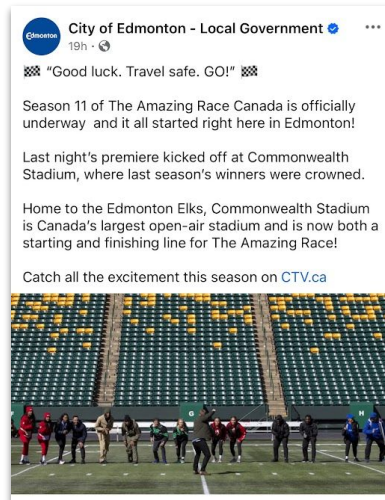 Edmonton
City of Edmonton - Local Government
19h ·
🏁 “Good luck. Travel safe. GO!” 🏁
Season 11 of The Amazing Race Canada is officially
underway  and it all started right here in Edmonton!
Last night’s premiere kicked off at Commonwealth
Stadium, where last season’s winners were crowned.
Home to the Edmonton Elks, Commonwealth Stadium
is Canada’s largest open-air stadium and is now both a
starting and finishing line for The Amazing Race!
Catch all the excitement this season on CTV.ca
G
H